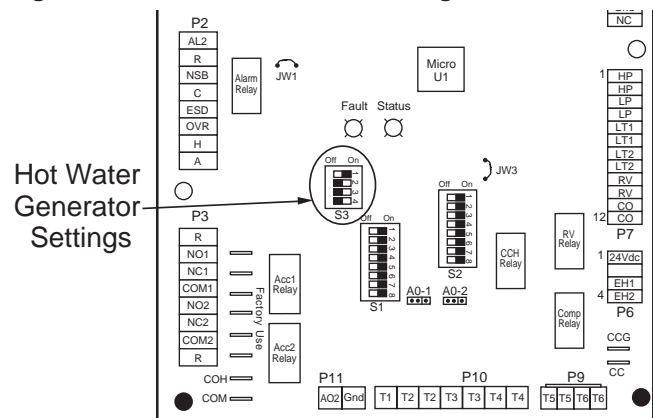 P2
AL2
R
NSB
C
ESD
OVR
H
A
Alarm
Relay
JW1
Micro
U1
Fault Status
NC
1 HP
HP
LP
LP
LT1
LT1
LT2
LT2
RV
RV
CO
12 CO
P7
Hot Water
Generator
Settings
Off On
1
2
3
4
S3
Off On
1
2
3
4
5
6
7
8
S1
JW3
Off On
1
2
3
4
5
6
7
8
S2
CCH
Relay
RV
Relay
1 24Vdc
EH1
4 EH2
P6
Comp
Relay
CCG
CC
A0-1 A0-2
P3
R
NO1
NC1
COM1
NO2
NC2
COM2
R
Factory Use
Acc1
Relay
Acc2
Relay
COH
COM
P11
AO2 Gnd
P10
T1 T2 T2 T3 T3 T4 T4
P9
T5 T5 T6 T6